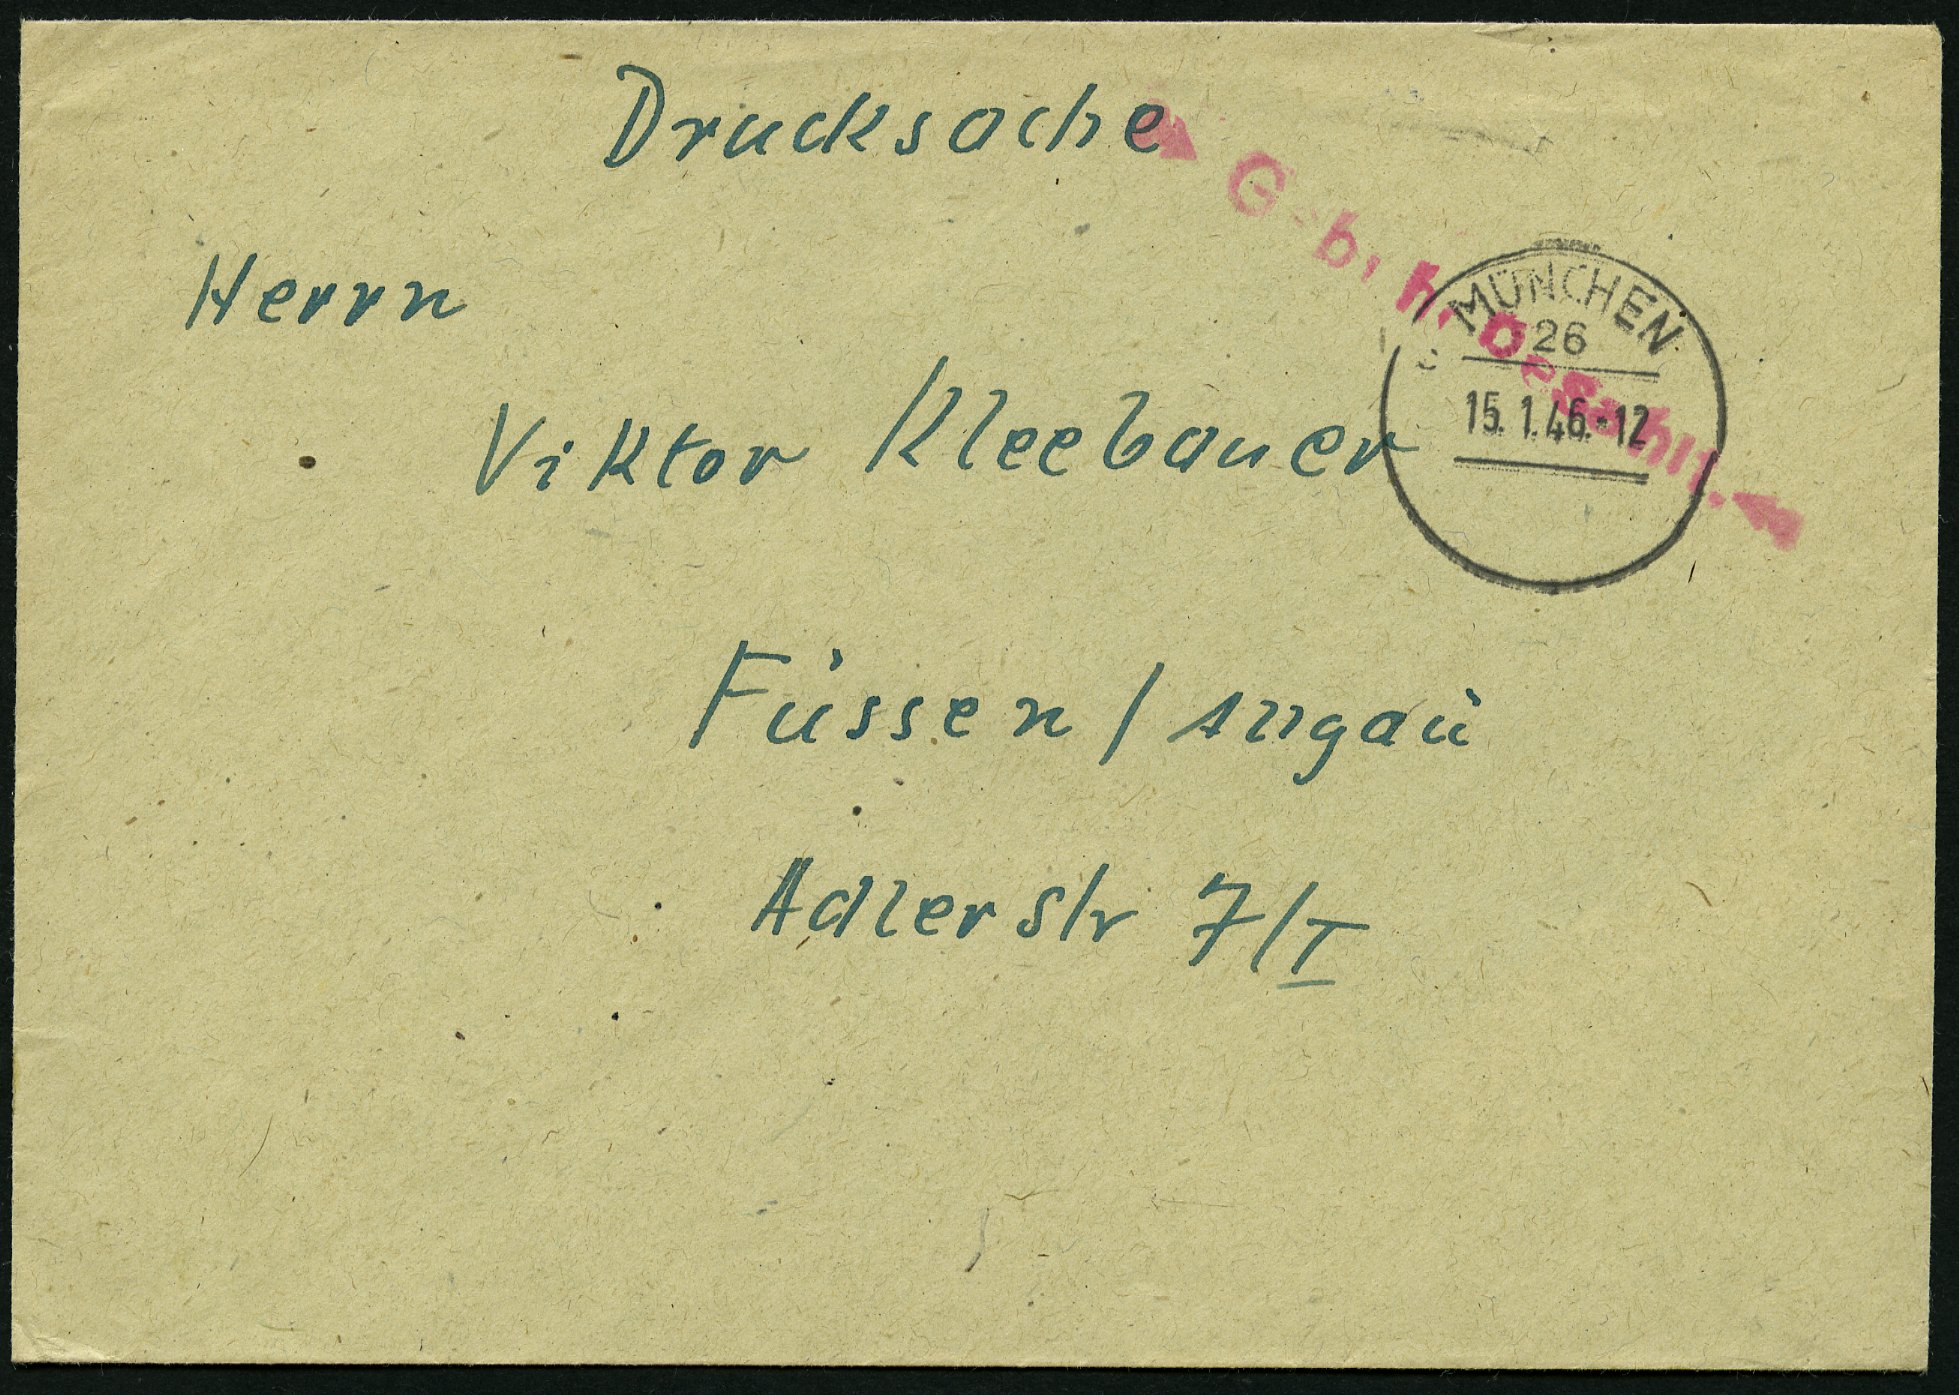 Drucksache
Gebühr bezahlt.
MÜNCHEN
26
15.1.46.-12
Herrn
Viktor Kleebauer
Füssen / Allgäu
Adlerstr 7/I